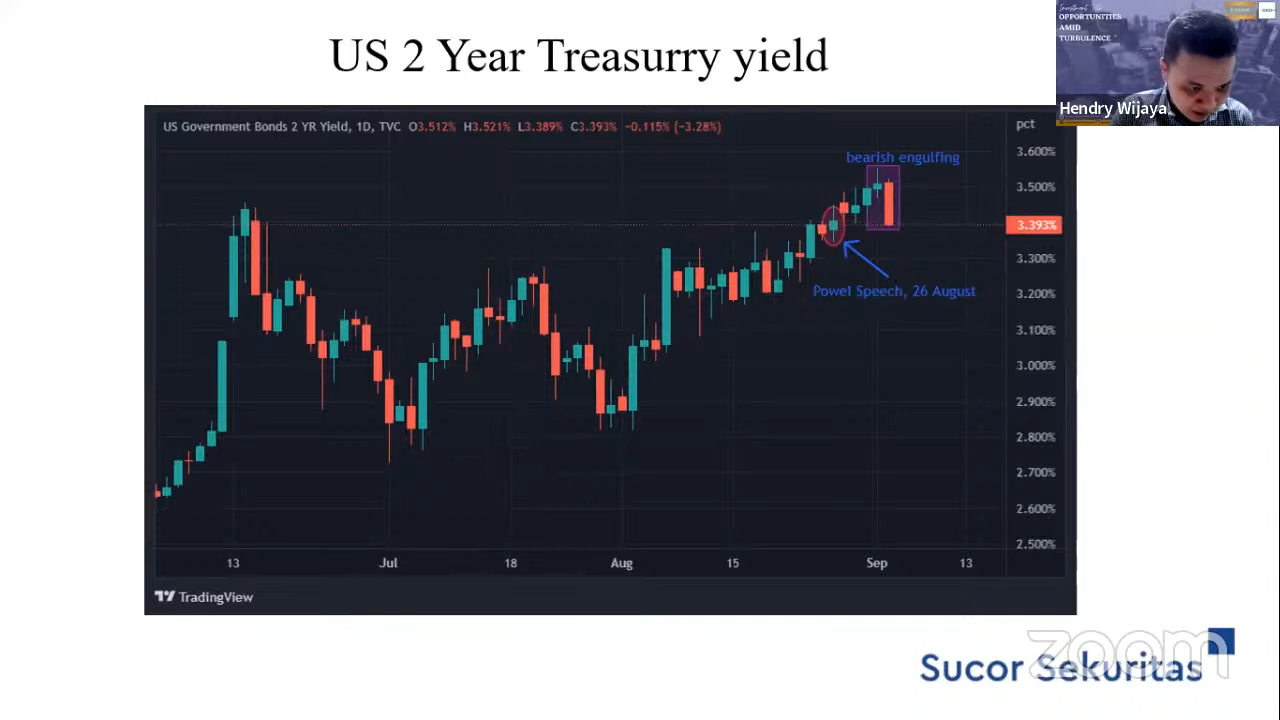 US 2 Year Treasurry yield
Investment
OPPORTUNITIES
AMID
TURBULENCE
Hendry Wijaya
US Government Bonds 2 YR Yield, 1D, TVC O3.512% H3.521% L3.389% C3.393% -0.115% (-3.28%)
pct
bearish engulfing
Powel Speech, 26 August
3.600%
3.500%
3.393%
3.300%
3.200%
3.100%
3.000%
2.900%
2.800%
2.700%
2.600%
2.500%
13 Jul 18 Aug 15 Sep 13
TradingView
zoom
Sucor Sekuritas